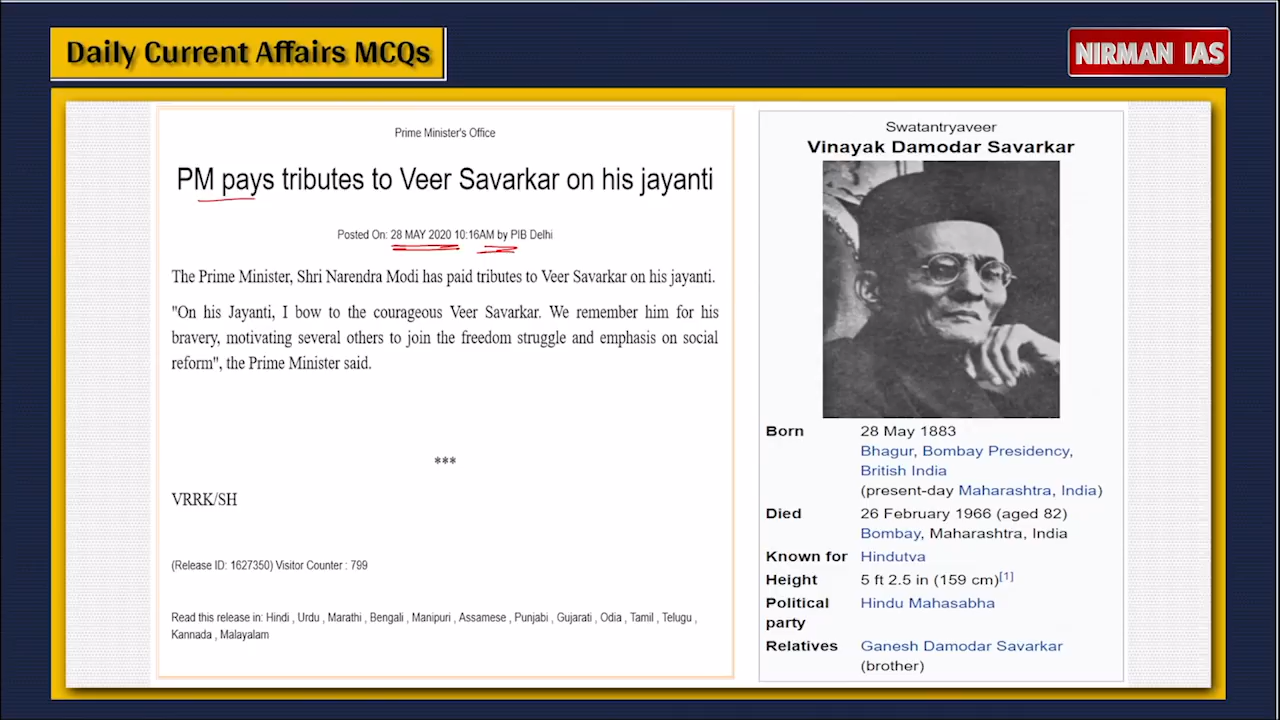 Daily Current Affairs MCQs
NIRMAN IAS
Prime Minister's Office
PM pays tributes to Veer Savarkar on his jayanti
Posted On: 28 MAY 2020 10:16AM by PIB Delhi
The Prime Minister, Shri Narendra Modi has paid tributes to Veer Savarkar on his jayanti.
"On his Jayanti, I bow to the courageous Veer Savarkar. We remember him for his
bravery, motivating several others to join the freedom struggle and emphasis on social
reform", the Prime Minister said.
***
VRRK/SH
(Release ID: 1627350) Visitor Counter : 799
Read this release in: Hindi , Urdu , Marathi , Bengali , Manipuri , Assamese , Punjabi , Gujarati , Odia , Tamil , Telugu ,
Kannada , Malayalam
Swatantryaveer
Vinayak Damodar Savarkar
Born 28 May 1883
Bhagur, Bombay Presidency,
British India
(present-day Maharashtra, India)
Died 26 February 1966 (aged 82)
Bombay, Maharashtra, India
Known for Hindutva
Height 5 ft 2.5 in (159 cm)[1]
Political Hindu Mahasabha
party
Relatives Ganesh Damodar Savarkar
(brother)